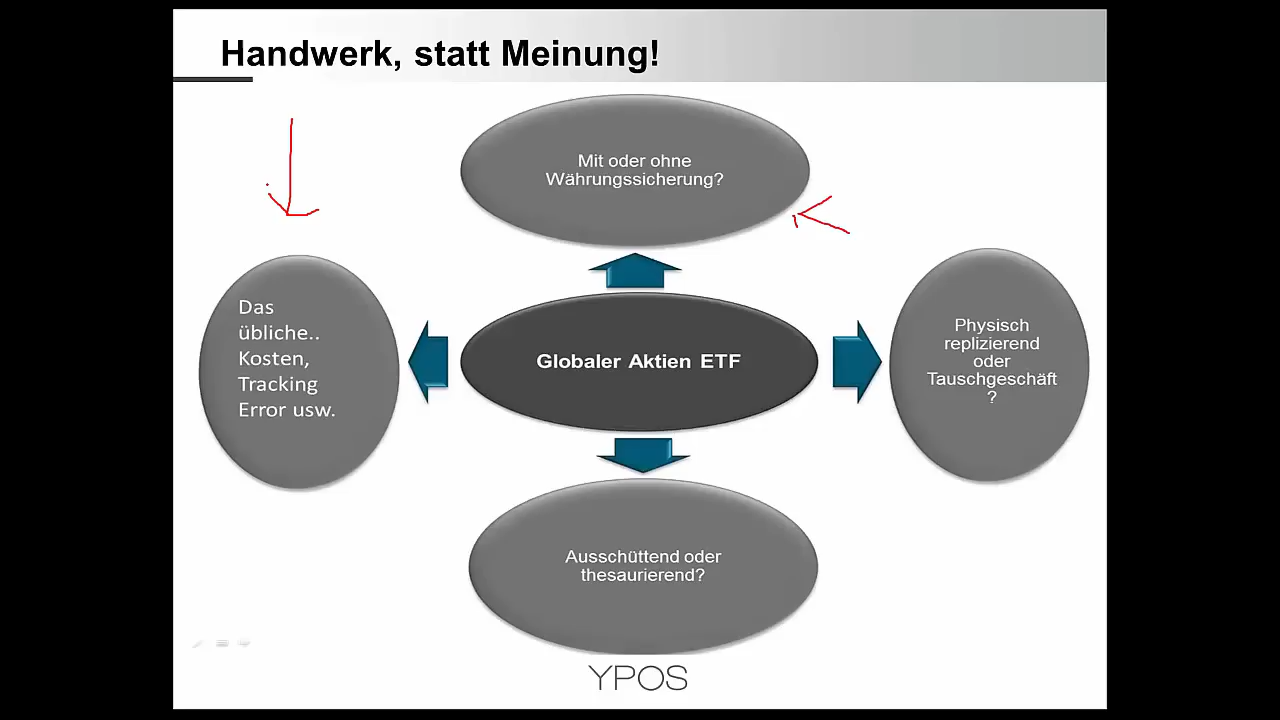 Handwerk, statt Meinung!
Mit oder ohne
Währungssicherung?
Das
übliche..
Kosten,
Tracking
Error usw.
Globaler Aktien ETF
Physisch
replizierend
oder
Tauschgeschäft
?
Ausschüttend oder
thesaurierend?
YPOS